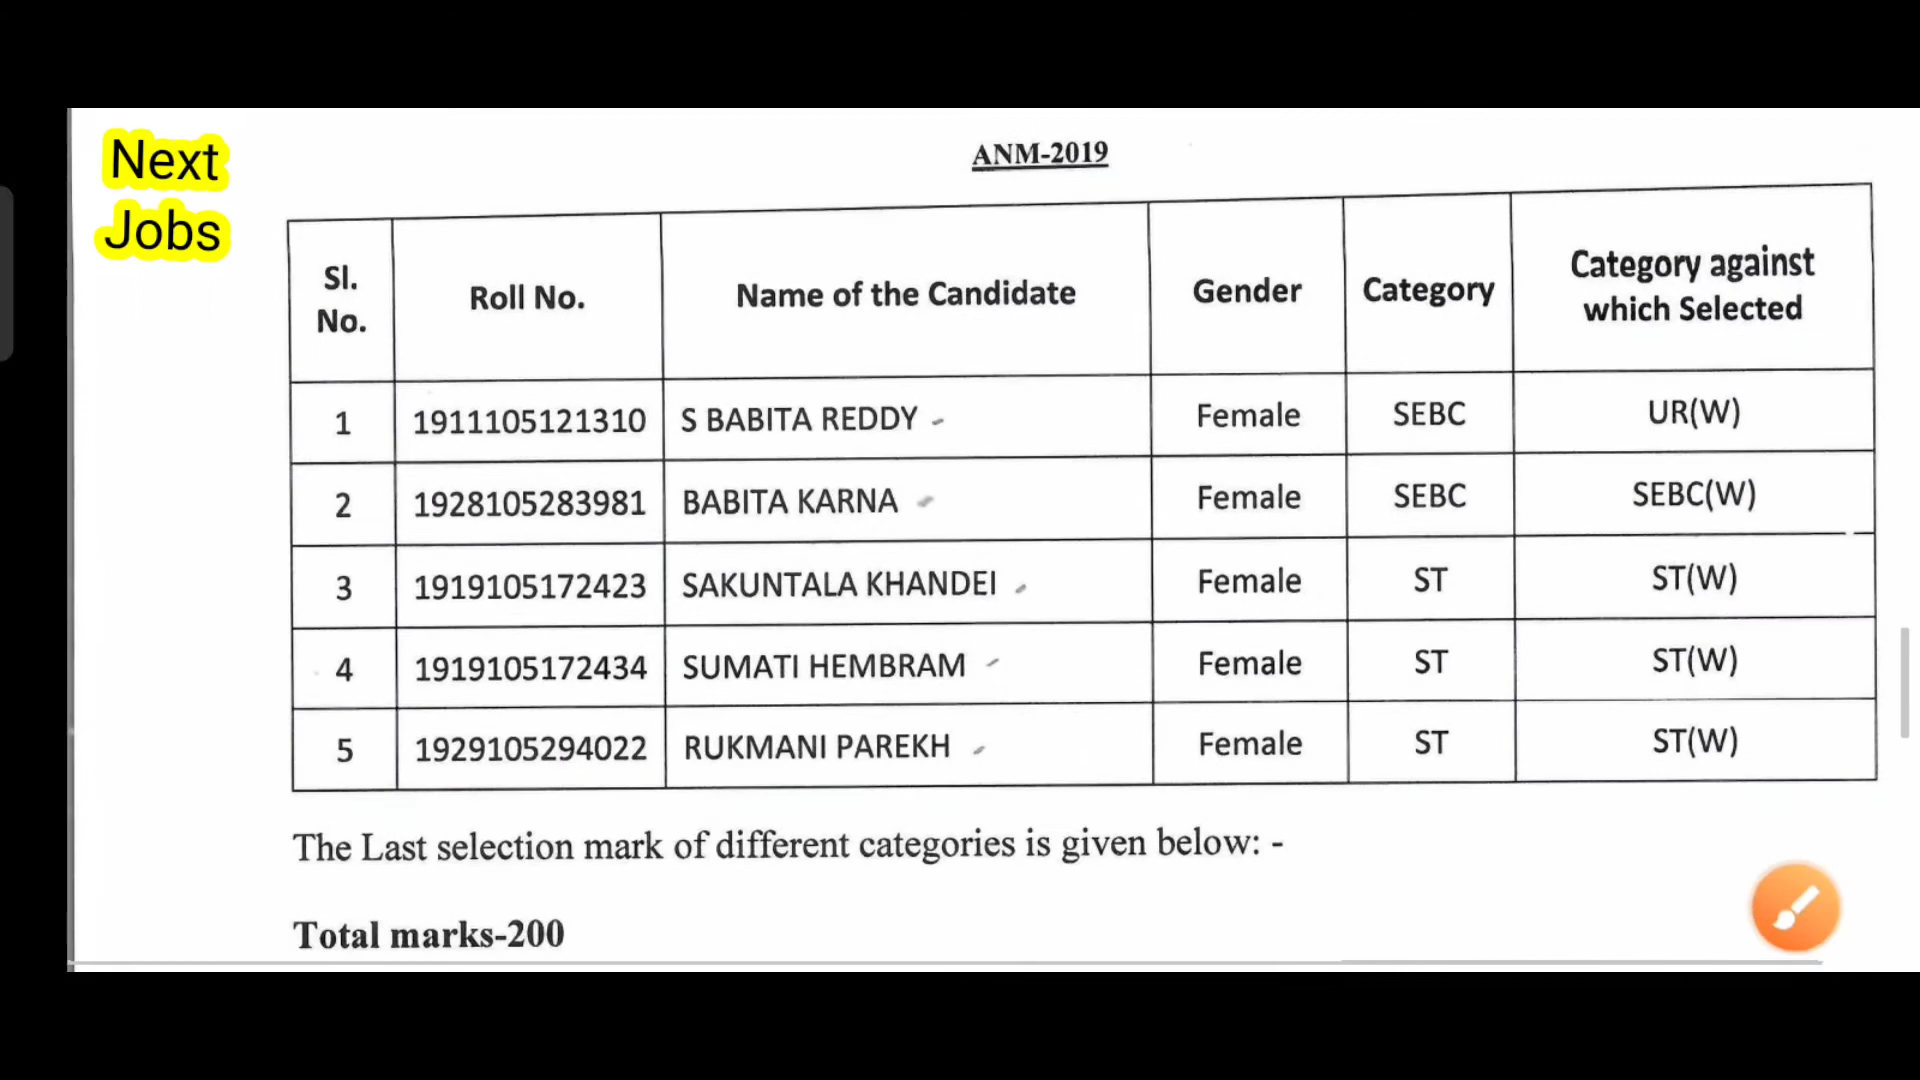 Next
Jobs
ANM-2019
Sl. No. Roll No. Name of the Candidate Gender Category Category against which Selected
1 1911105121310 S BABITA REDDY Female SEBC UR(W)
2 1928105283981 BABITA KARNA Female SEBC SEBC(W)
3 1919105172423 SAKUNTALA KHANDEI Female ST ST(W)
4 1919105172434 SUMATI HEMBRAM Female ST ST(W)
5 1929105294022 RUKMANI PAREKH Female ST ST(W)
The Last selection mark of different categories is given below: -
Total marks-200